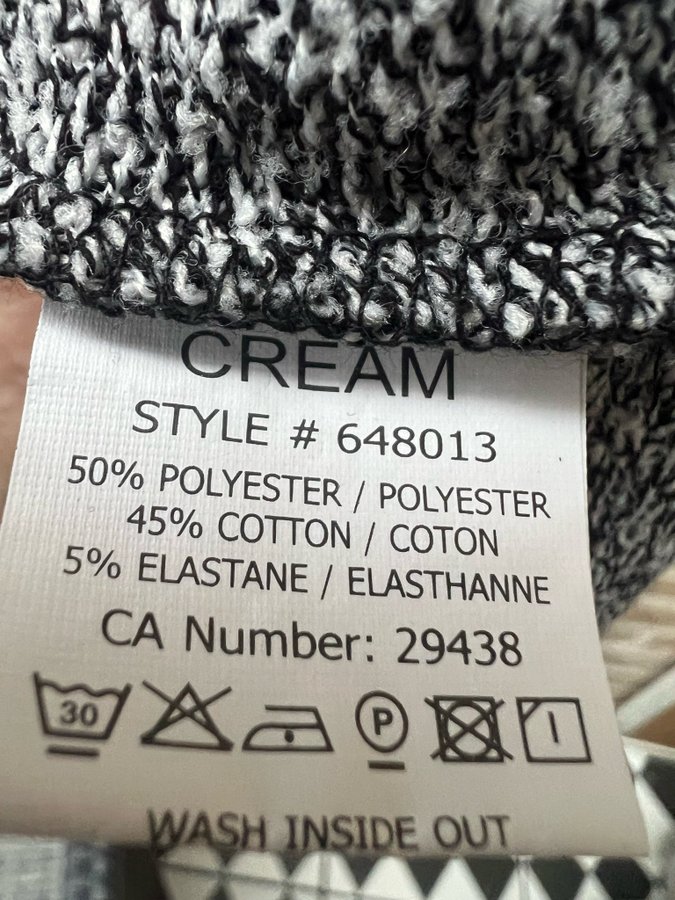 CREAM
STYLE # 648013
50% POLYESTER / POLYESTER
45% COTTON / COTON
5% ELASTANE / ELASTHANNE
CA Number: 29438
30 P
WASH INSIDE OUT